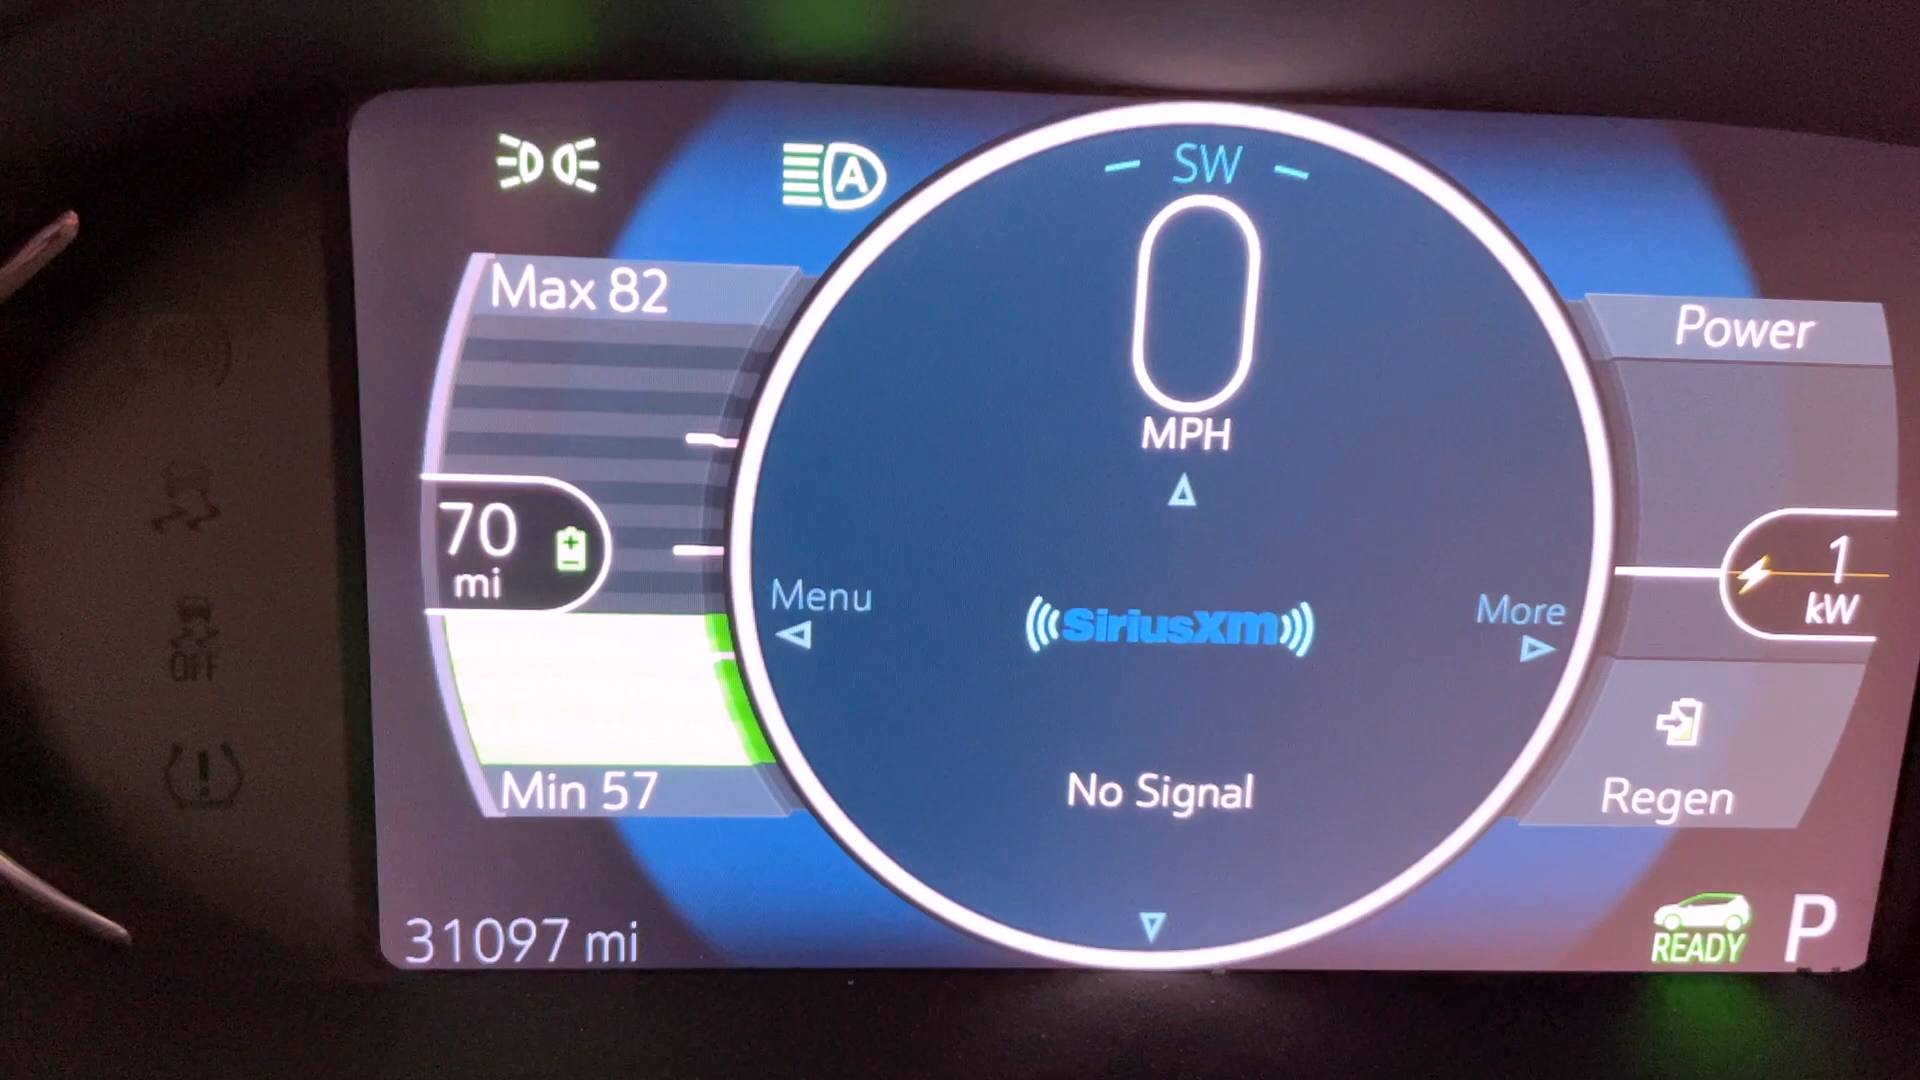 SW
A
Max 82
0
Power
MPH
70
mi
1
kW
Menu
SiriusXM
More
OFF
!
No Signal
Min 57
Regen
31097 mi
READY
P